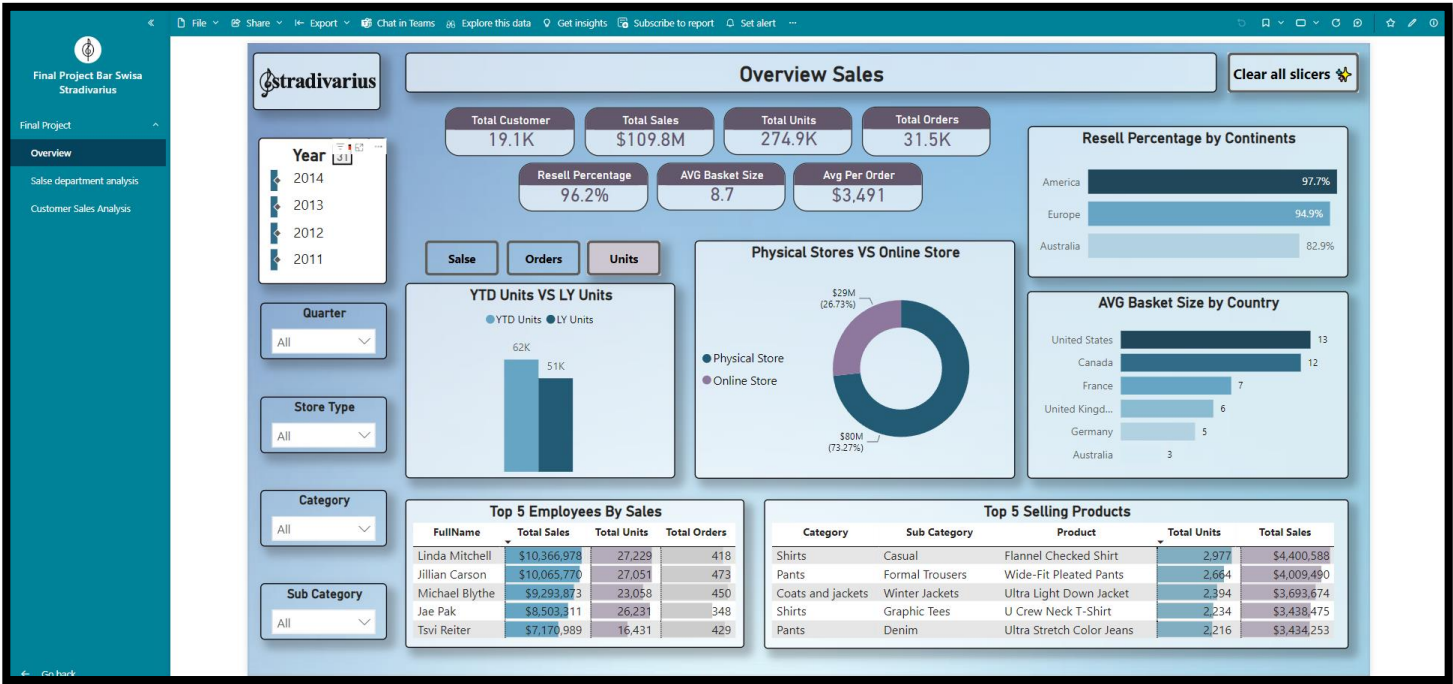 File
Share
Export
Chat in Teams
Explore this data
Get insights
Subscribe to report
Set alert
Final Project Bar Swisa
Stradivarius
Final Project
Overview
Salse department analysis
Customer Sales Analysis
Go back
stradivarius
Overview Sales
Clear all slicers
Total Customer
19.1K
Total Sales
$109.8M
Total Units
274.9K
Total Orders
31.5K
Resell Percentage
96.2%
AVG Basket Size
8.7
Avg Per Order
$3,491
Year
31
2014
2013
2012
2011
Quarter
All
Store Type
All
Category
All
Sub Category
All
Salse
Orders
Units
YTD Units VS LY Units
YTD Units LY Units
62K
51K
Physical Stores VS Online Store
$29M
(26.73%)
Physical Store
Online Store
$80M
(73.27%)
Resell Percentage by Continents
America 97.7%
Europe 94.9%
Australia 82.9%
AVG Basket Size by Country
United States 13
Canada 12
France 7
United Kingd... 6
Germany 5
Australia 3
Top 5 Employees By Sales
FullName Total Sales Total Units Total Orders
Linda Mitchell $10,366,978 27,229 418
Jillian Carson $10,065,770 27,051 473
Michael Blythe $9,293,873 23,058 450
Jae Pak $8,503,311 26,231 348
Tsvi Reiter $7,170,989 16,431 429
Top 5 Selling Products
Category Sub Category Product Total Units Total Sales
Shirts Casual Flannel Checked Shirt 2,977 $4,400,588
Pants Formal Trousers Wide-Fit Pleated Pants 2,664 $4,009,490
Coats and jackets Winter Jackets Ultra Light Down Jacket 2,394 $3,693,674
Shirts Graphic Tees U Crew Neck T-Shirt 2,234 $3,438,475
Pants Denim Ultra Stretch Color Jeans 2,216 $3,434,253